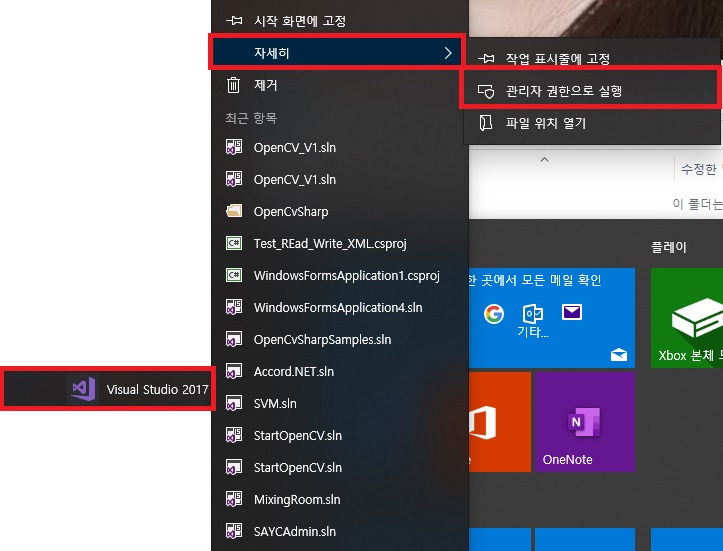 시작 화면에 고정
자세히
제거
최근 항목
OpenCV_V1.sln
OpenCV_V1.sln
OpenCvSharp
Test_REad_Write_XML.csproj
WindowsFormsApplication1.csproj
WindowsFormsApplication4.sln
OpenCvSharpSamples.sln
Accord.NET.sln
SVM.sln
StartOpenCV.sln
StartOpenCV.sln
MixingRoom.sln
SAYCAdmin.sln
Visual Studio 2017
작업 표시줄에 고정
관리자 권한으로 실행
파일 위치 열기
수정한
이 폴더는
플레이
한 곳에서 모든 메일 확인
기타...
Xbox 본체
OneNote